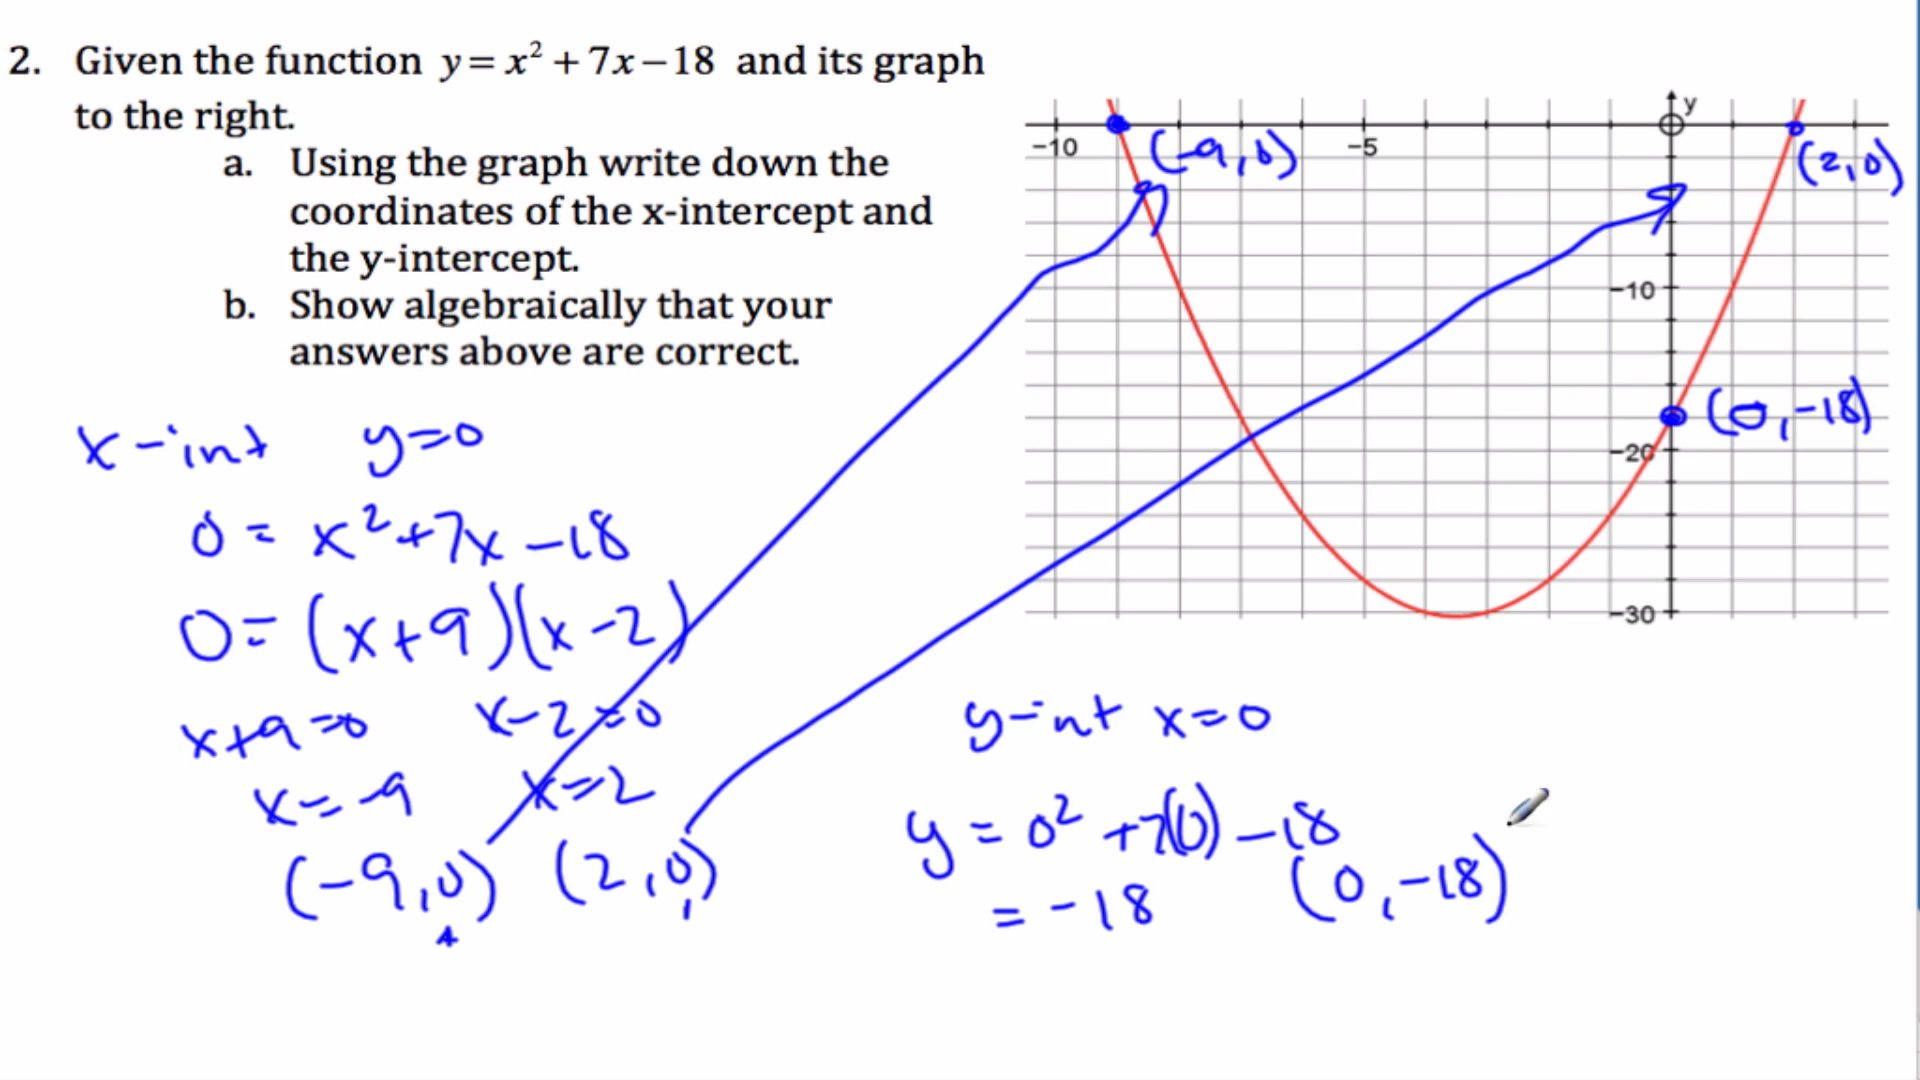 2. Given the function y = x² + 7x − 18 and its graph
to the right.
a. Using the graph write down the
coordinates of the x-intercept and
the y-intercept.
b. Show algebraically that your
answers above are correct.
y
−10
−5
(-9,0)
(2,0)
−10
(0,-18)
−20
−30
x-int y=0
0 = x²+7x-18
0=(x+9)(x-2)
x+9=0 x-2=0
x=-9 x=2
(-9,0) (2,0)
y-int x=0
y = 0² +7(0) -18
= -18 (0,-18)